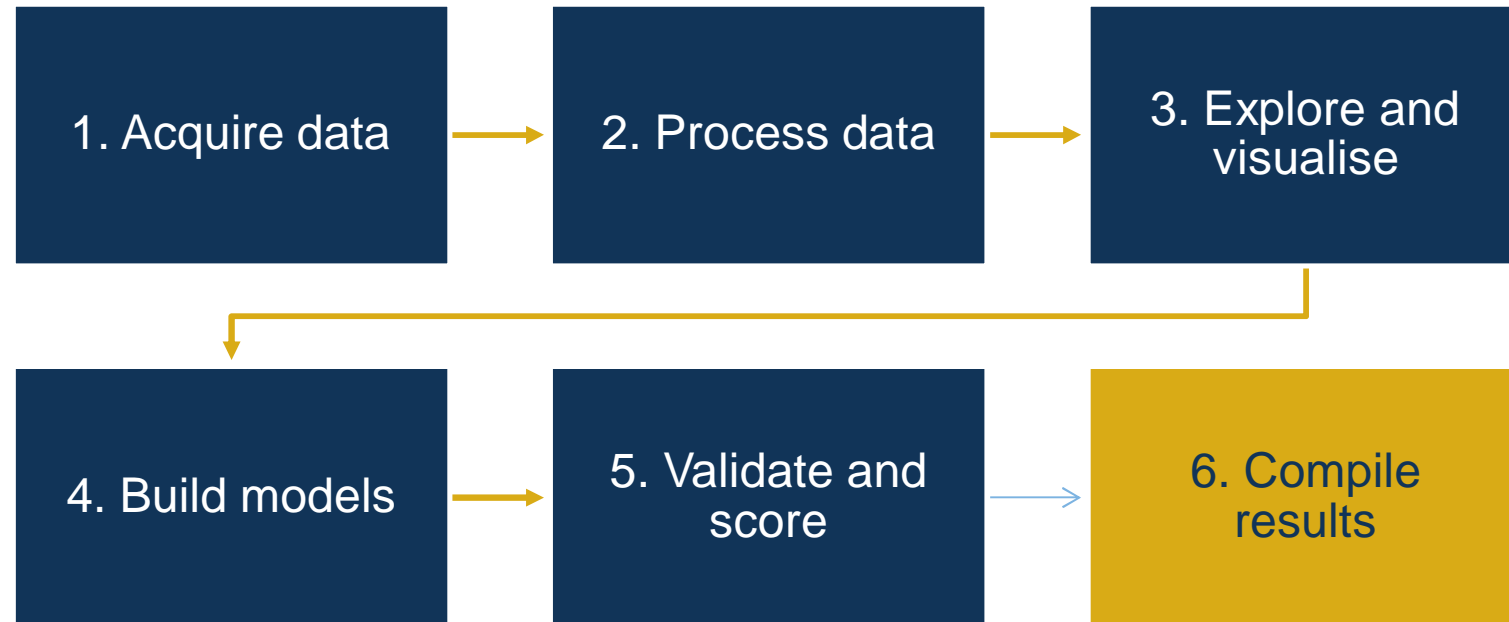 1. Acquire data
2. Process data
3. Explore and
visualise
4. Build models
5. Validate and
score
6. Compile
results